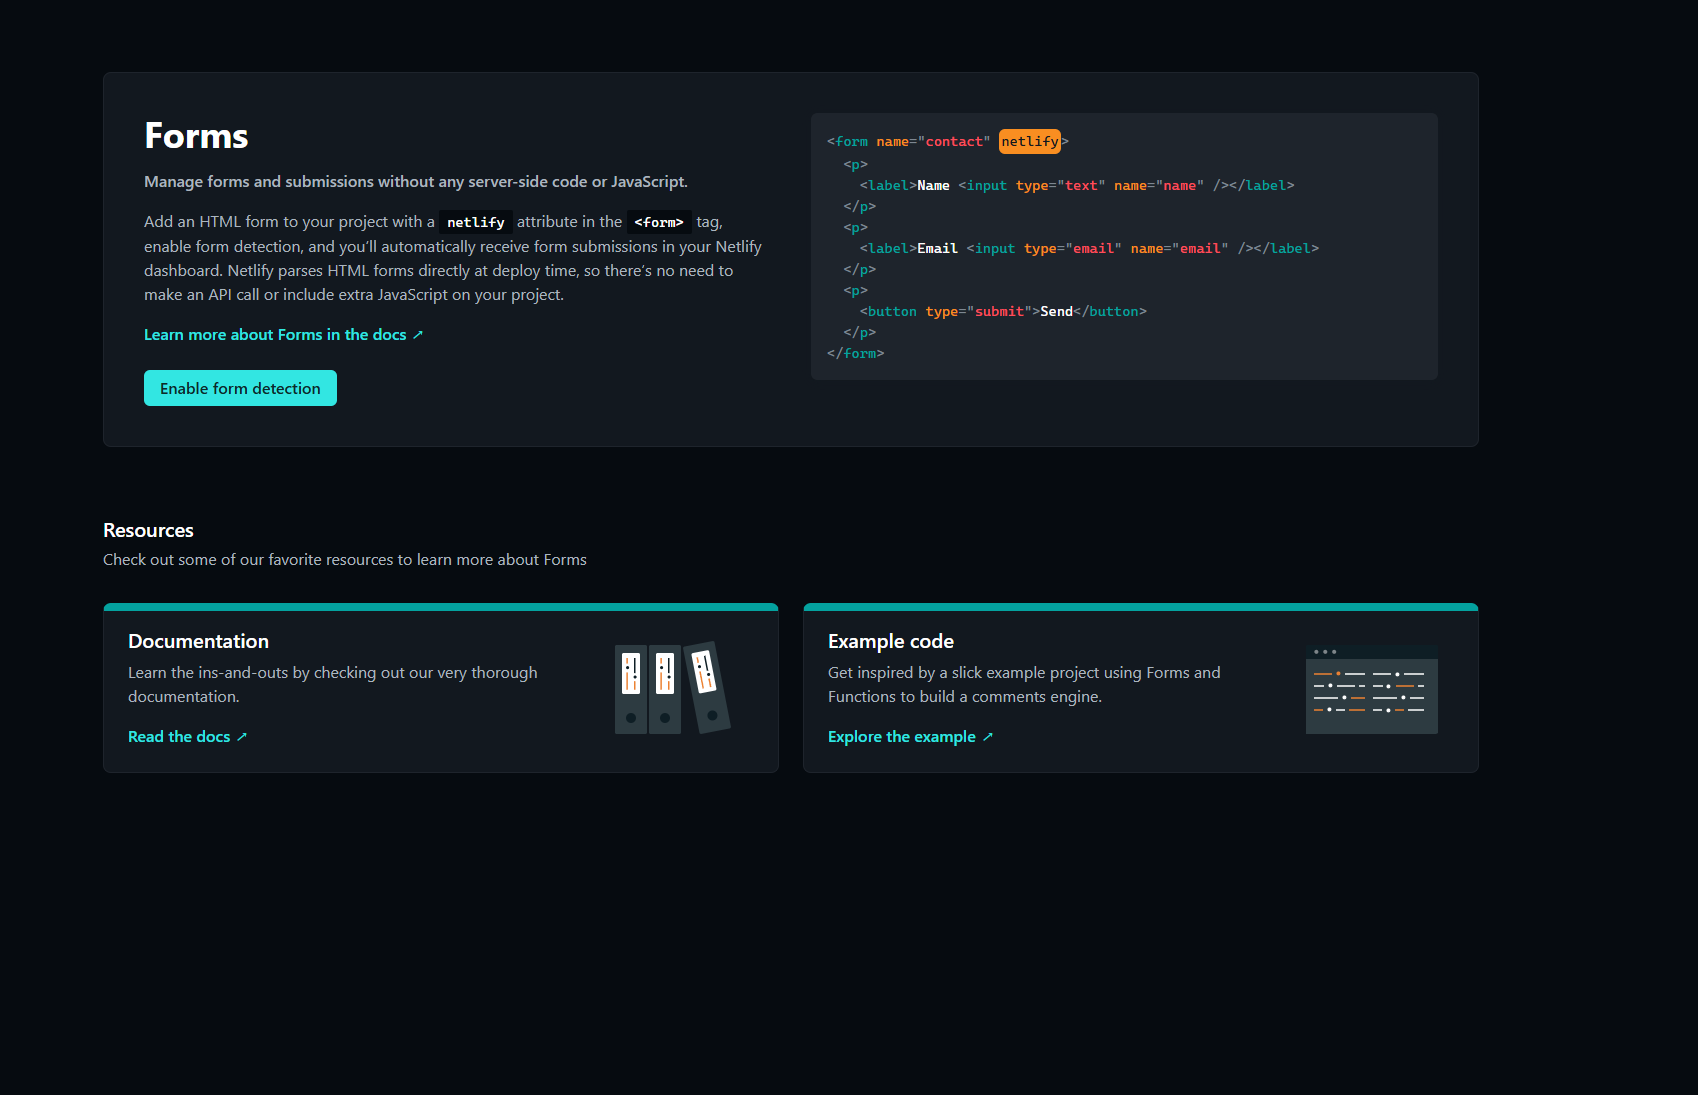 Forms
Manage forms and submissions without any server-side code or JavaScript.
Add an HTML form to your project with a netlify attribute in the <form> tag,
enable form detection, and you’ll automatically receive form submissions in your Netlify
dashboard. Netlify parses HTML forms directly at deploy time, so there’s no need to
make an API call or include extra JavaScript on your project.
Learn more about Forms in the docs ↗
Enable form detection
<form name="contact" netlify>
  <p>
    <label>Name <input type="text" name="name" /></label>
  </p>
  <p>
    <label>Email <input type="email" name="email" /></label>
  </p>
  <p>
    <button type="submit">Send</button>
  </p>
</form>
Resources
Check out some of our favorite resources to learn more about Forms
Documentation
Learn the ins-and-outs by checking out our very thorough
documentation.
Read the docs ↗
Example code
Get inspired by a slick example project using Forms and
Functions to build a comments engine.
Explore the example ↗